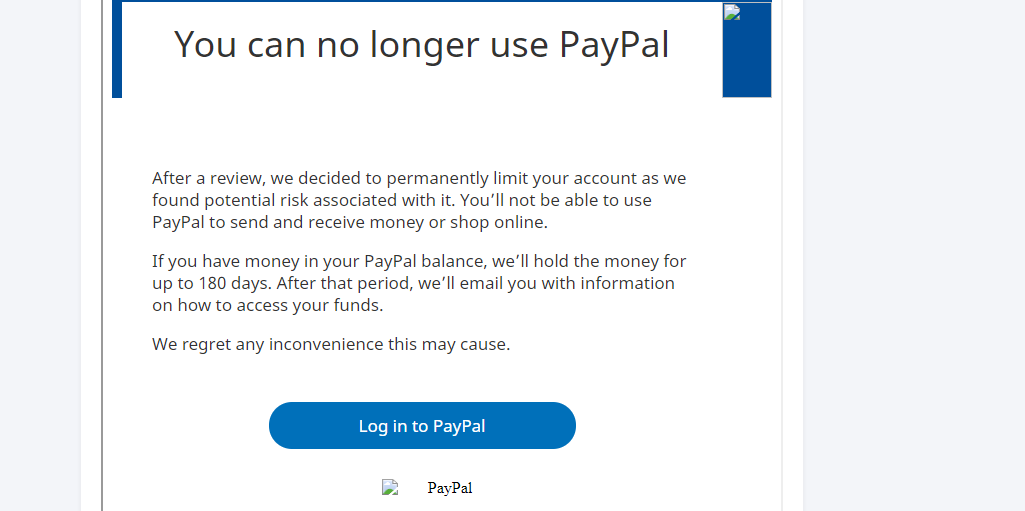 You can no longer use PayPal
After a review, we decided to permanently limit your account as we
found potential risk associated with it. You’ll not be able to use
PayPal to send and receive money or shop online.
If you have money in your PayPal balance, we’ll hold the money for
up to 180 days. After that period, we’ll email you with information
on how to access your funds.
We regret any inconvenience this may cause.
Log in to PayPal
PayPal